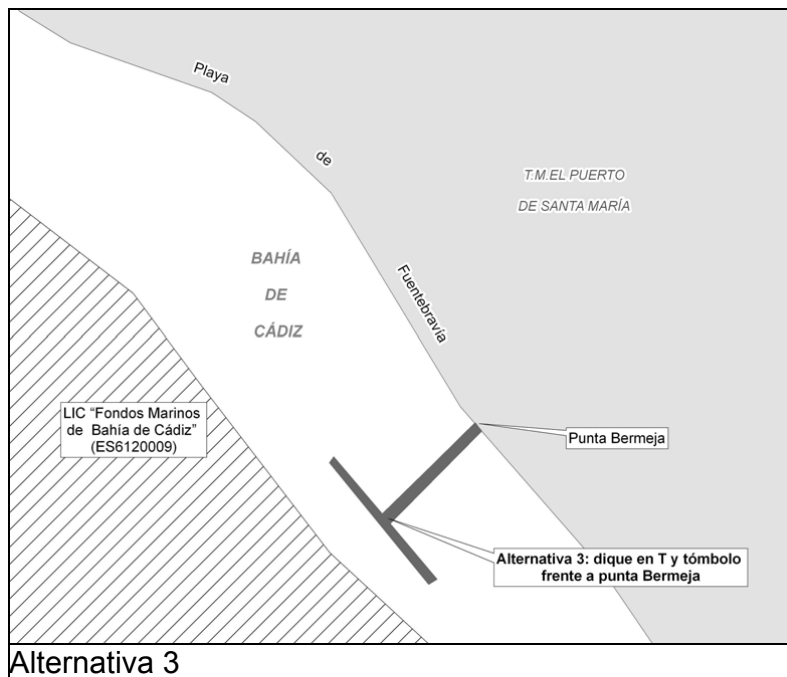 Playa
de
Fuentebravía
T.M.EL PUERTO
DE SANTA MARÍA
BAHÍA
DE
CÁDIZ
LIC “Fondos Marinos
de Bahía de Cádiz”
(ES6120009)
Punta Bermeja
Alternativa 3: dique en T y tómbolo
frente a punta Bermeja
Alternativa 3